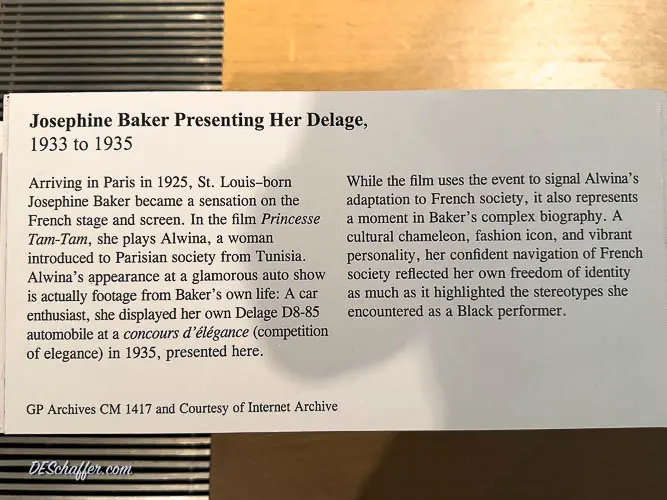 Josephine Baker Presenting Her Delage,
1933 to 1935
Arriving in Paris in 1925, St. Louis–born
Josephine Baker became a sensation on the
French stage and screen. In the film Princesse
Tam-Tam, she plays Alwina, a woman
introduced to Parisian society from Tunisia.
Alwina's appearance at a glamorous auto show
is actually footage from Baker's own life: A car
enthusiast, she displayed her own Delage D8-85
automobile at a concours d'élégance (competition
of elegance) in 1935, presented here.
While the film uses the event to signal Alwina's
adaptation to French society, it also represents
a moment in Baker's complex biography. A
cultural chameleon, fashion icon, and vibrant
personality, her confident navigation of French
society reflected her own freedom of identity
as much as it highlighted the stereotypes she
encountered as a Black performer.
GP Archives CM 1417 and Courtesy of Internet Archive
DESchaffer.com